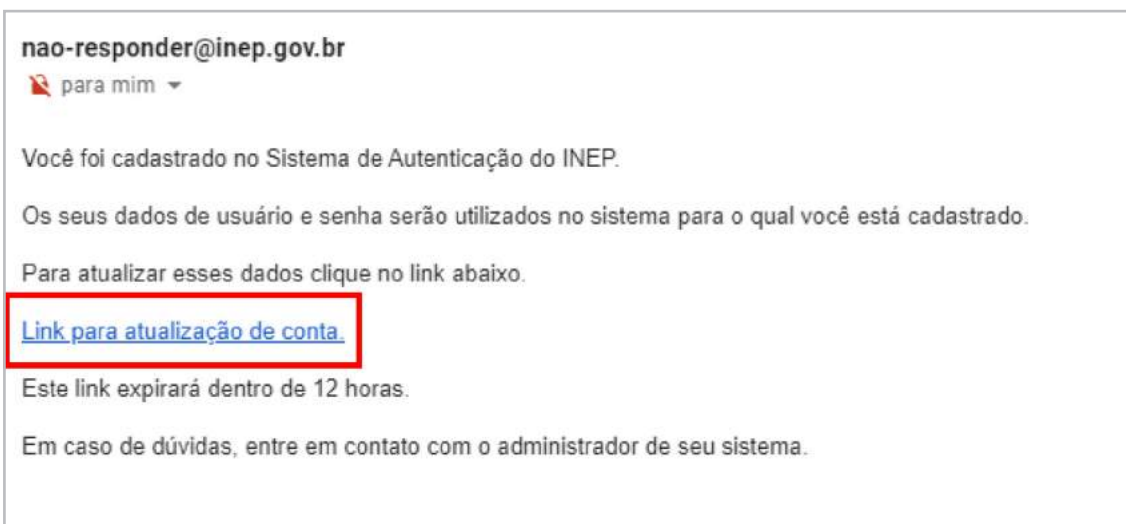 nao-responder@inep.gov.br
para mim
Você foi cadastrado no Sistema de Autenticação do INEP.
Os seus dados de usuário e senha serão utilizados no sistema para o qual você está cadastrado.
Para atualizar esses dados clique no link abaixo.
Link para atualização de conta.
Este link expirará dentro de 12 horas.
Em caso de dúvidas, entre em contato com o administrador de seu sistema.